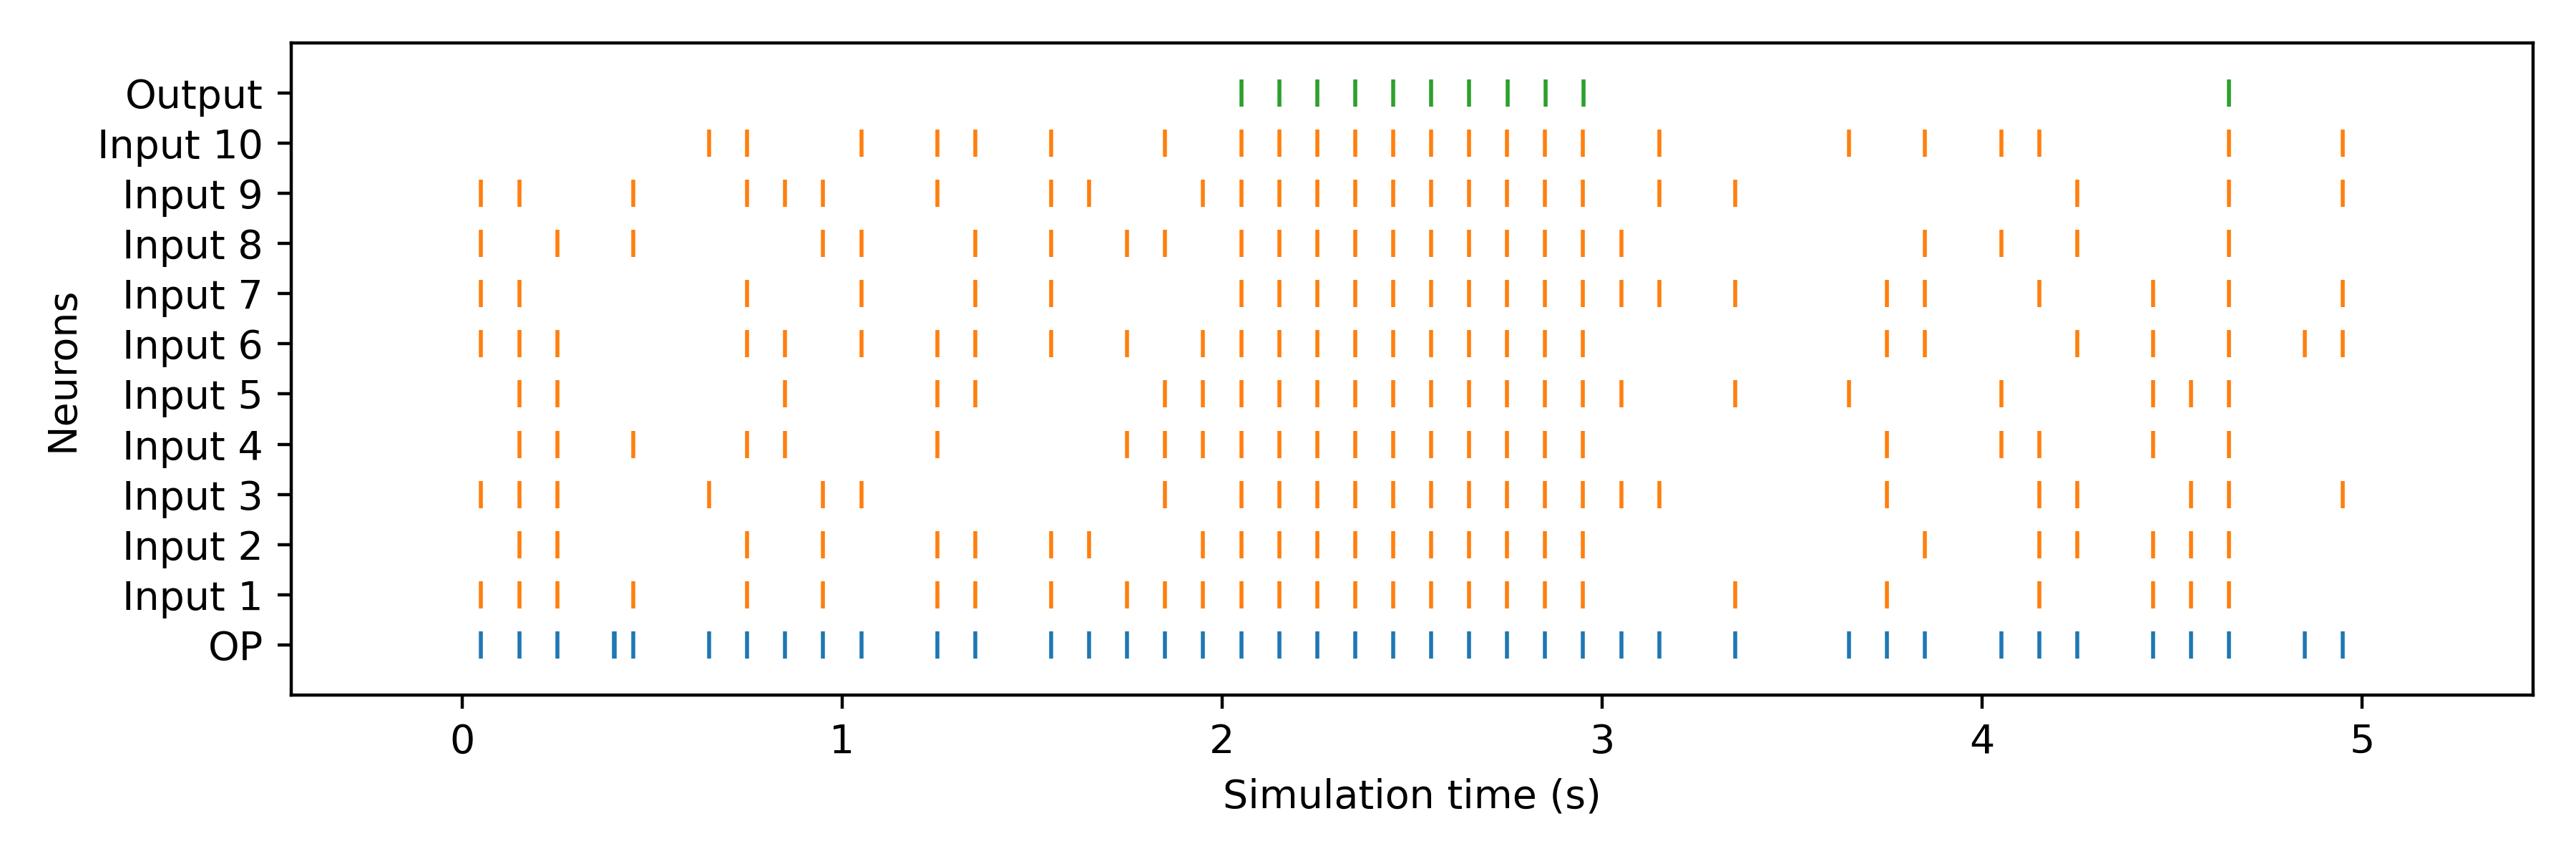 Output
Input 10
Input 9
Input 8
Input 7
Input 6
Input 5
Input 4
Input 3
Input 2
Input 1
OP
Neurons
0 1 2 3 4 5
Simulation time (s)